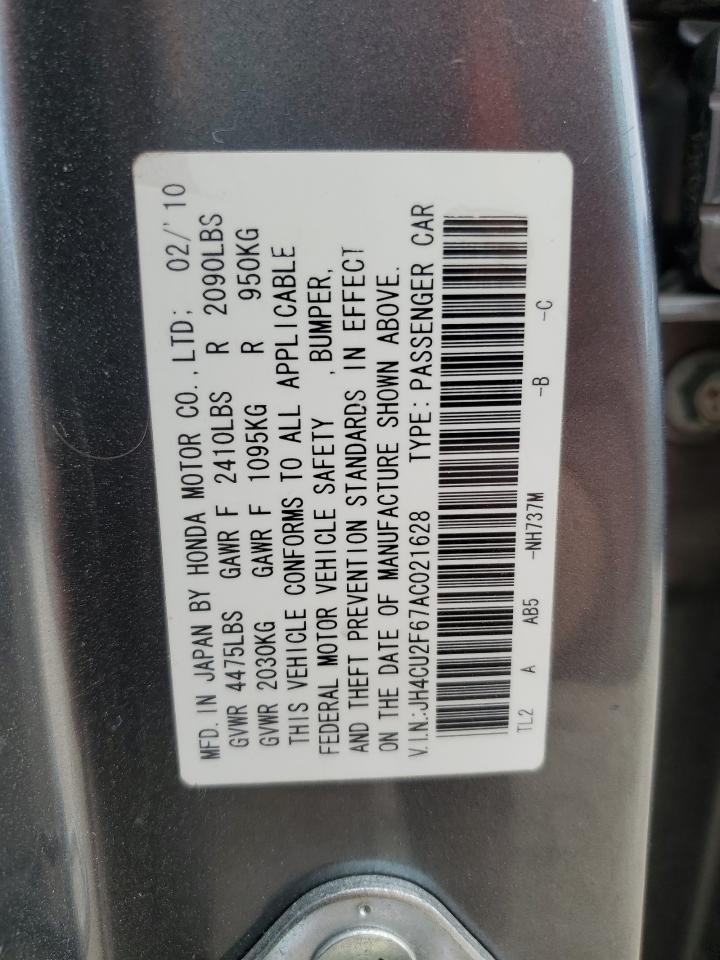 MFD. IN JAPAN BY HONDA MOTOR CO., LTD; 02/'10
GVWR 4475LBS GAWR F 2410LBS R 2090LBS
GVWR 2030KG GAWR F 1095KG R 950KG
THIS VEHICLE CONFORMS TO ALL APPLICABLE
FEDERAL MOTOR VEHICLE SAFETY , BUMPER,
AND THEFT PREVENTION STANDARDS IN EFFECT
ON THE DATE OF MANUFACTURE SHOWN ABOVE.
V.I.N.:JH4CU2F67AC021628 TYPE: PASSENGER CAR
TL2 A AB5 -NH737M -B -C